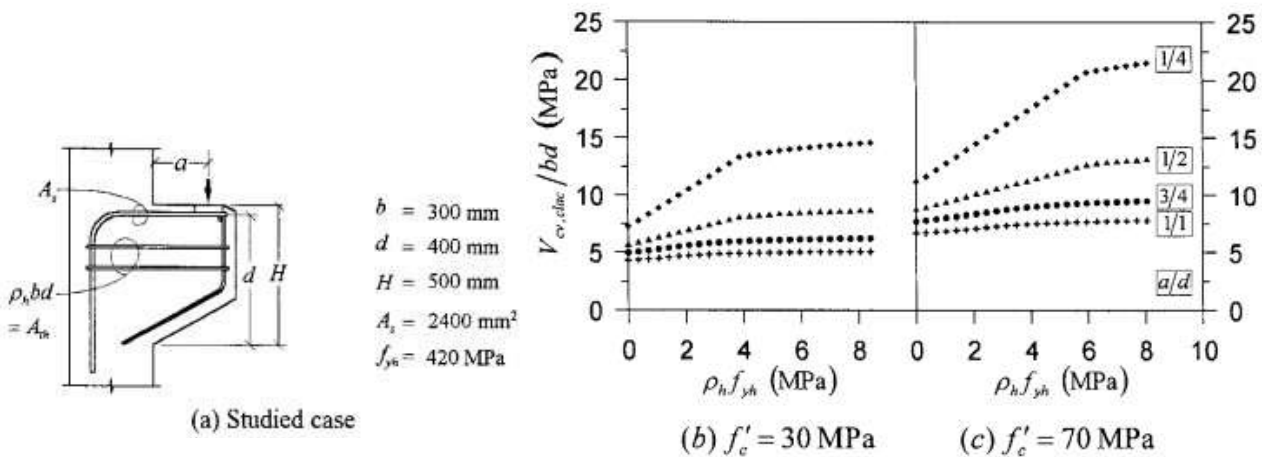 a
A_s
ρ_h bd
= A_th
d
H
b = 300 mm
d = 400 mm
H = 500 mm
A_s = 2400 mm²
f_yh = 420 MPa
(a) Studied case
V_cv,clac/bd (MPa)
25
20
15
10
5
0
0 2 4 6 8
ρ_h f_yh (MPa)
(b) f'_c = 30 MPa
1/4
1/2
3/4
1/1
a/d
25
20
15
10
5
0
0 2 4 6 8 10
ρ_h f_yh (MPa)
(c) f'_c = 70 MPa